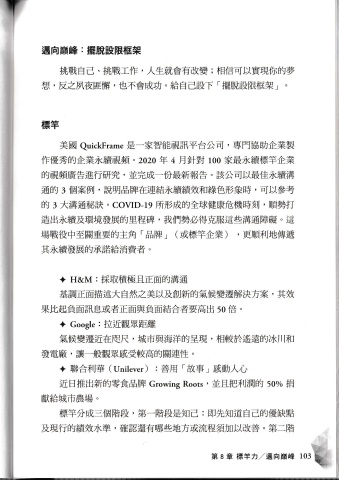 邁向巔峰：擺脫設限框架
挑戰自己、挑戰工作，人生就會有改變；相信可以實現你的夢
想，反之夙夜匪懈，也不會成功。給自己設下「擺脫設限框架」。
標竿
美國 QuickFrame 是一家智能視訊平台公司，專門協助企業製
作優秀的企業永續視頻。2020 年 4 月針對 100 家最永續標竿企業
的視頻廣告進行研究，並完成一份最新報告。該公司以最佳永續溝
通的 3 個案例，說明品牌在連結永續績效和綠色形象時，可以參考
的 3 大溝通秘訣。COVID-19 所形成的全球健康危機時刻，順勢打
造出永續及環境發展的里程碑，我們勢必得克服這些溝通障礙。這
場戰役中至關重要的主角「品牌」（或標竿企業），更順利地傳遞
其永續發展的承諾給消費者。
✦ H&M：採取積極且正面的溝通
基調正面描述大自然之美以及創新的氣候變遷解決方案，其效
果比起負面訊息或者正面與負面結合者要高出 50 倍。
✦ Google：拉近觀眾距離
氣候變遷近在咫尺，城市與海洋的呈現，相較於遙遠的冰川和
發電廠，讓一般觀眾感受較高的關連性。
✦ 聯合利華（Unilever）：善用「故事」感動人心
近日推出新的零食品牌 Growing Roots，並且把利潤的 50% 捐
獻給城市農場。
標竿分成三個階段，第一階段是知己：即先知道自己的優缺點
及現行的績效水準，確認還有哪些地方或流程須加以改善。第二階
第 8 章 標竿力／邁向巔峰 103